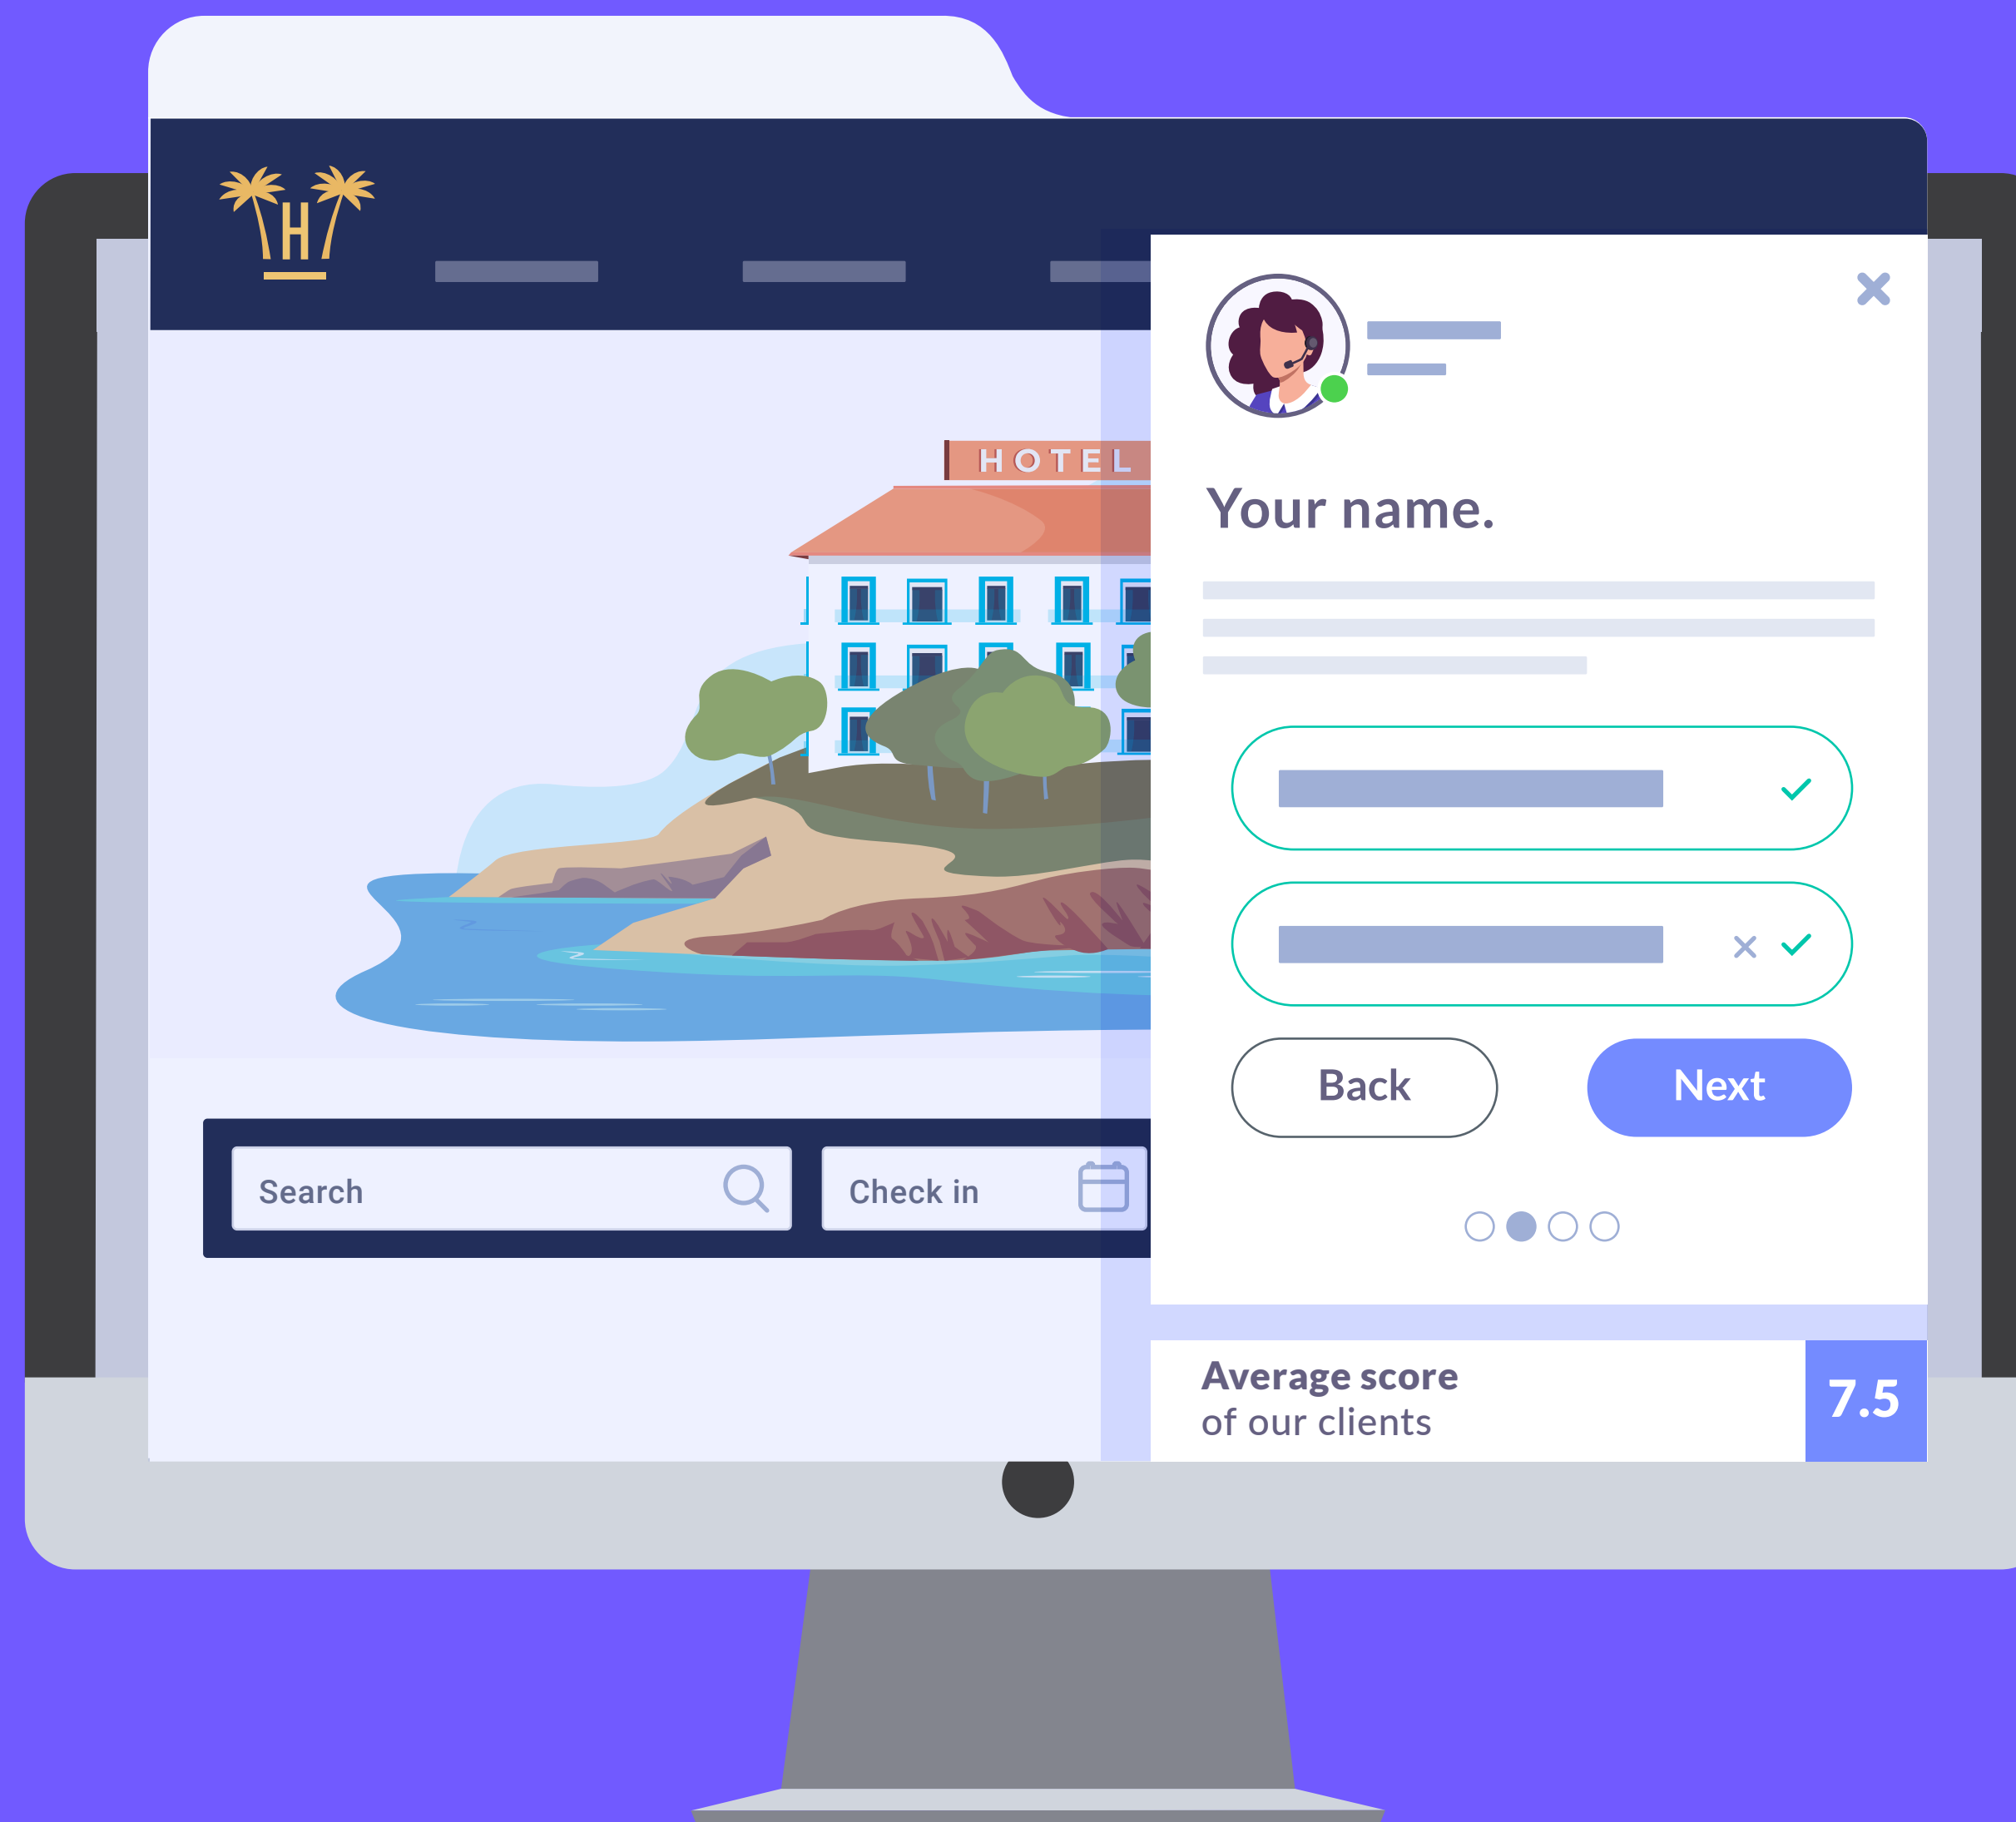 H
HOTEL
Your name.
Back
Next
Search
Check in
Average score
of our clients
7.5